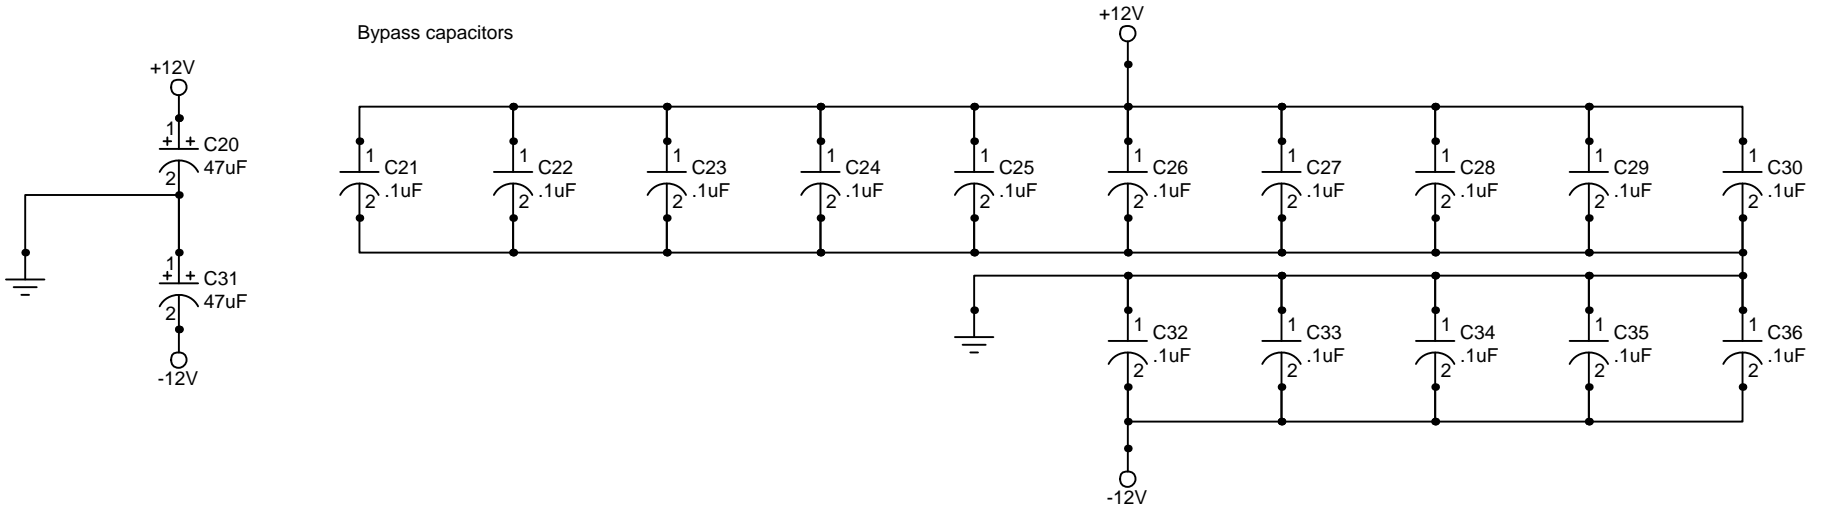 Bypass capacitors
+12V
1
+ +
C20
47uF
2
1
+ +
C31
47uF
2
-12V
+12V
1
C21
.1uF
2
1
C22
.1uF
2
1
C23
.1uF
2
1
C24
.1uF
2
1
C25
.1uF
2
1
C26
.1uF
2
1
C27
.1uF
2
1
C28
.1uF
2
1
C29
.1uF
2
1
C30
.1uF
2
1
C32
.1uF
2
1
C33
.1uF
2
1
C34
.1uF
2
1
C35
.1uF
2
1
C36
.1uF
2
-12V